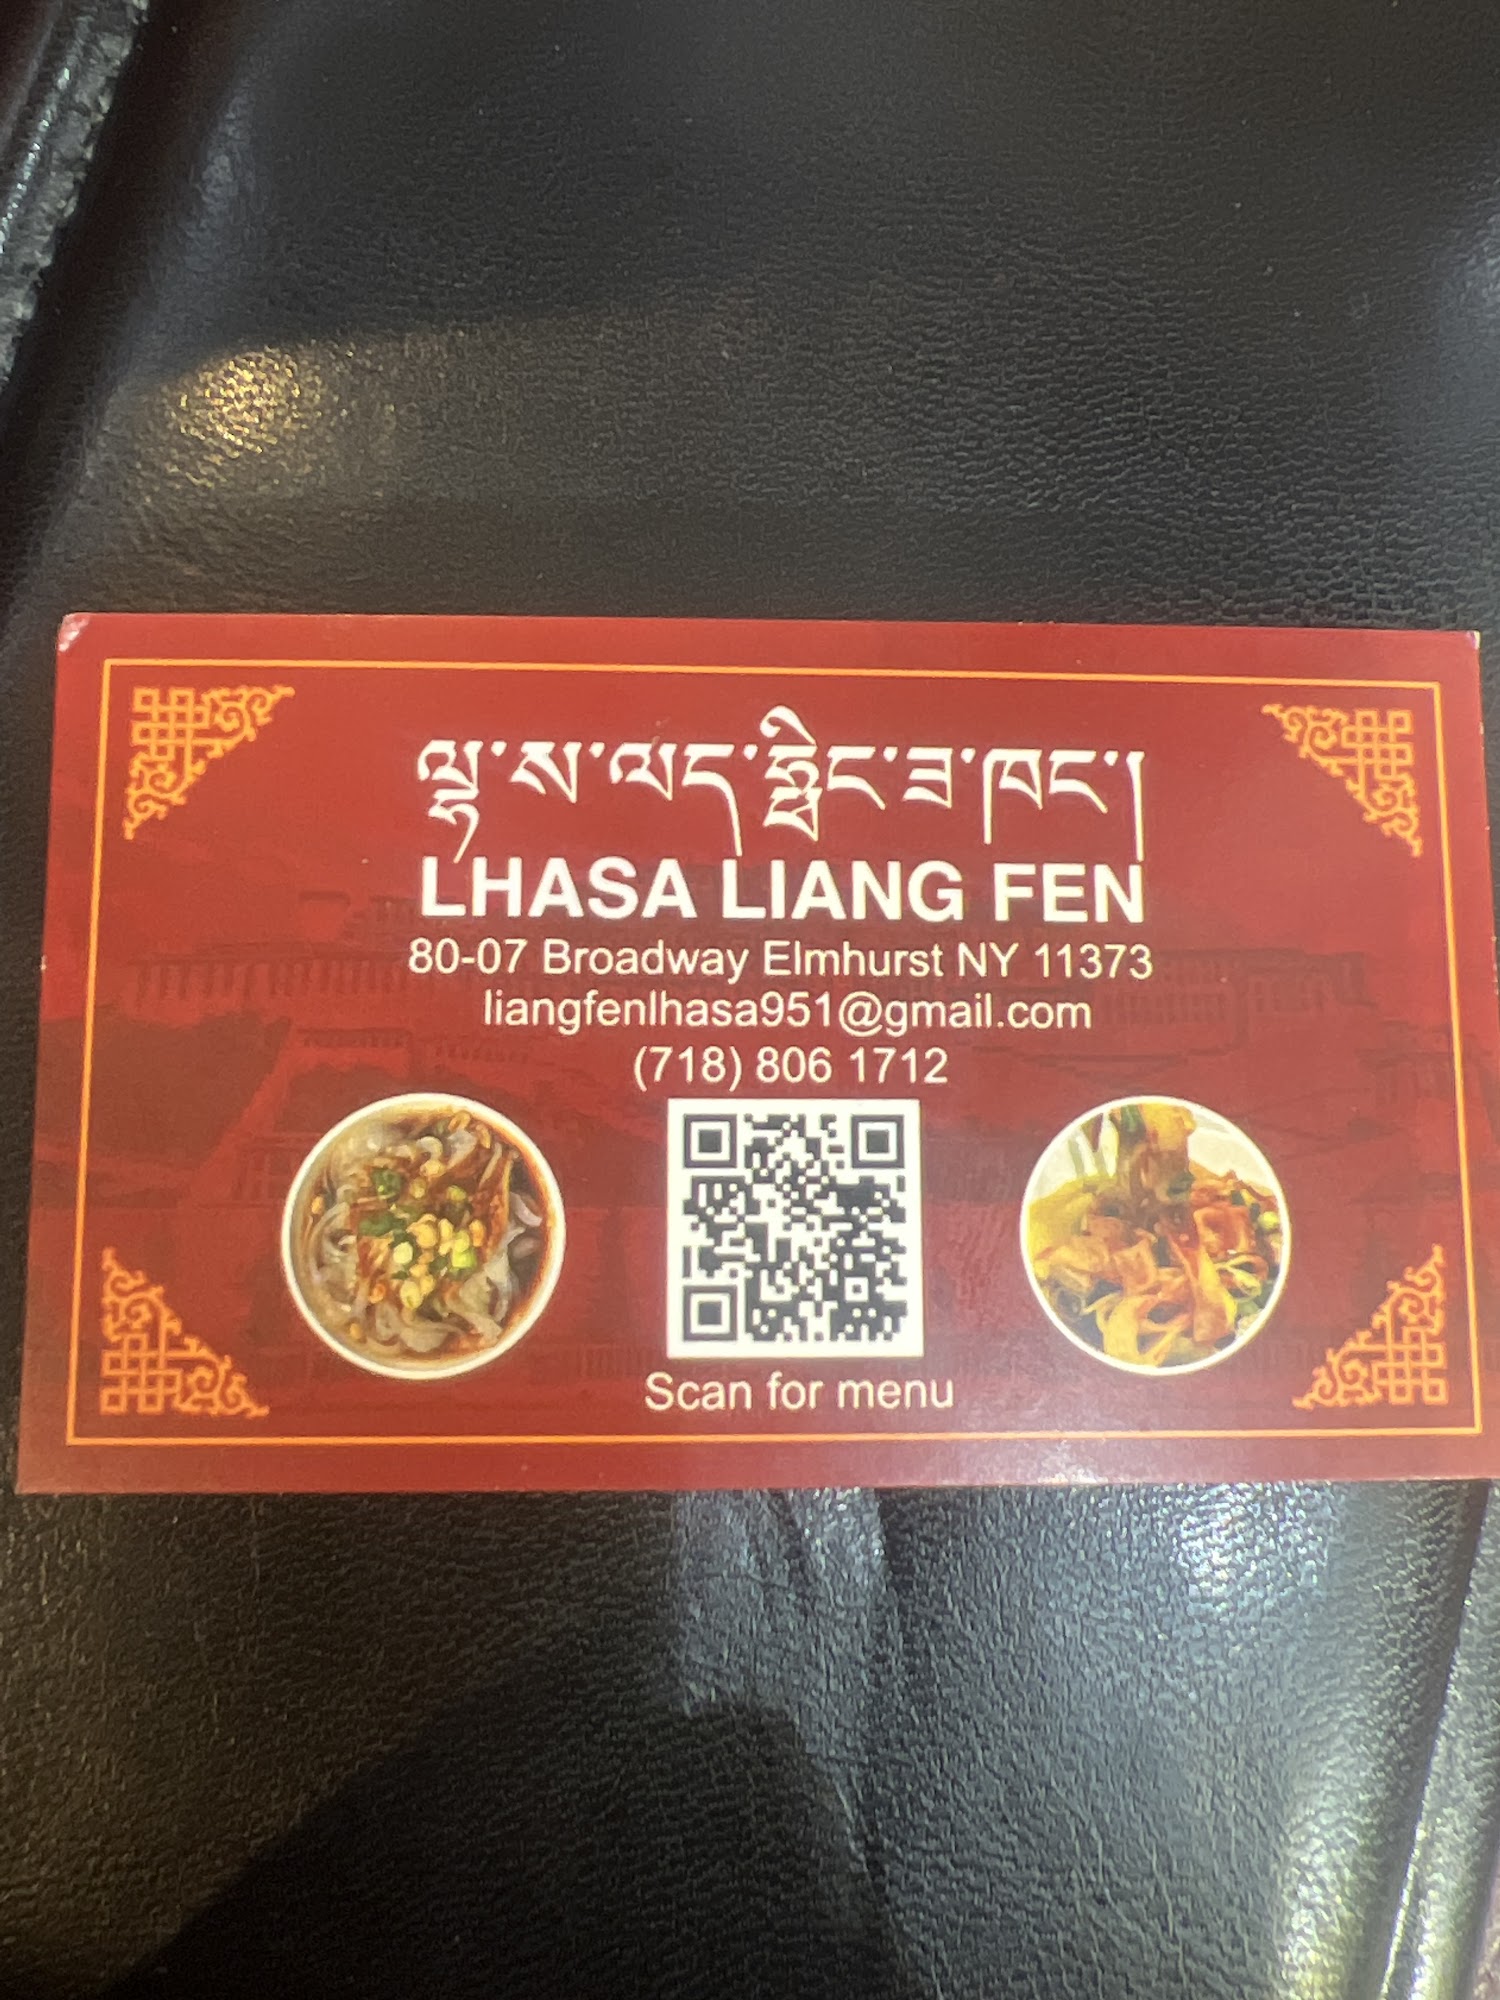 ལྷ་ས་ལད་རྙིང་ཟ་ཁང་།
LHASA LIANG FEN
80-07 Broadway Elmhurst NY 11373
liangfenlhasa951@gmail.com
(718) 806 1712
Scan for menu